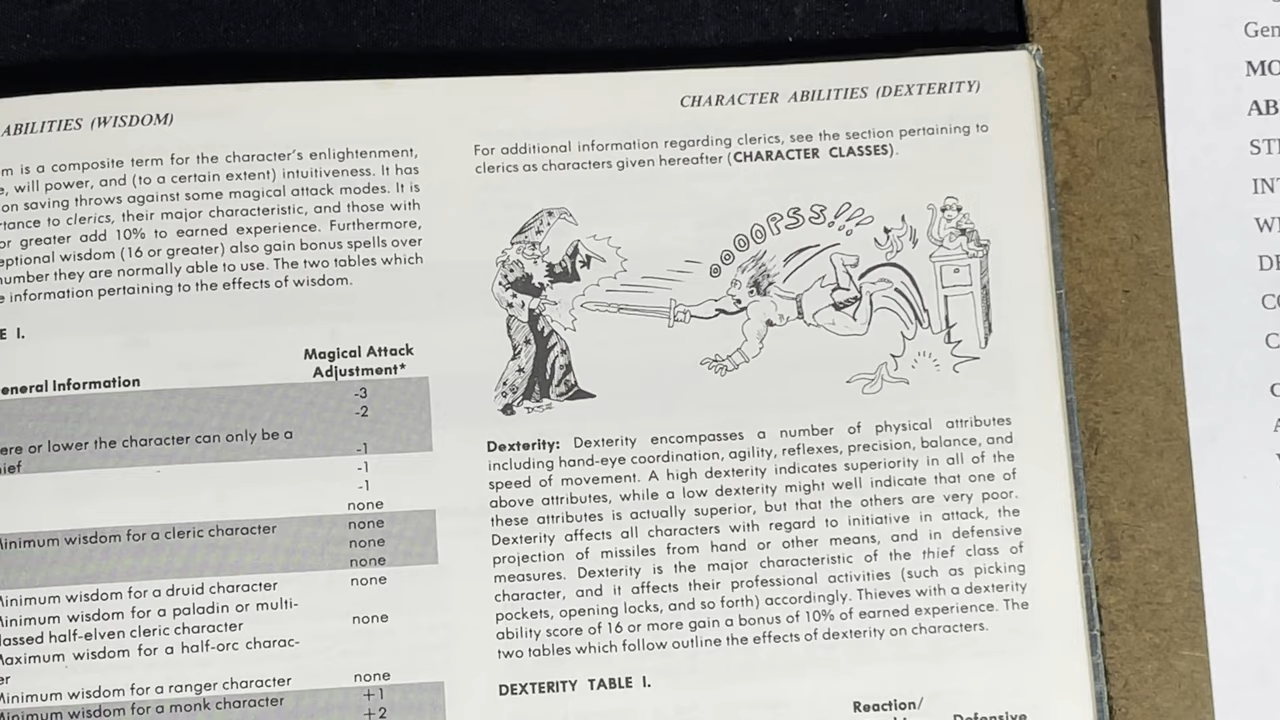 ABILITIES (WISDOM)
is a composite term for the character's enlightenment,
will power, and (to a certain extent) intuitiveness. It has
on saving throws against some magical attack modes. It is
to clerics, their major characteristic, and those with
or greater add 10% to earned experience. Furthermore,
wisdom (16 or greater) also gain bonus spells over
number they are normally able to use. The two tables which
information pertaining to the effects of wisdom.
I.
Magical Attack
Adjustment*
General Information
-3
-2
or lower the character can only be a
-1
-1
-1
none
none
Minimum wisdom for a cleric character
none
none
none
Minimum wisdom for a druid character
Minimum wisdom for a paladin or multi-
none
classed half-elven cleric character
Maximum wisdom for a half-orc charac-
none
Minimum wisdom for a ranger character
+1
Minimum wisdom for a monk character
+2
CHARACTER ABILITIES (DEXTERITY)
For additional information regarding clerics, see the section pertaining to
clerics as characters given hereafter (CHARACTER CLASSES).
OOOOPSS!!!
Dexterity: Dexterity encompasses a number of physical attributes
including hand-eye coordination, agility, reflexes, precision, balance, and
speed of movement. A high dexterity indicates superiority in all of the
above attributes, while a low dexterity might well indicate that one of
these attributes is actually superior, but that the others are very poor.
Dexterity affects all characters with regard to initiative in attack, the
projection of missiles from hand or other means, and in defensive
measures. Dexterity is the major characteristic of the thief class of
character, and it affects their professional activities (such as picking
pockets, opening locks, and so forth) accordingly. Thieves with a dexterity
ability score of 16 or more gain a bonus of 10% of earned experience. The
two tables which follow outline the effects of dexterity on characters.
DEXTERITY TABLE I.
Reaction/
Defensive
Gen
MO
AB
ST
IN
WI
DE
CO
C